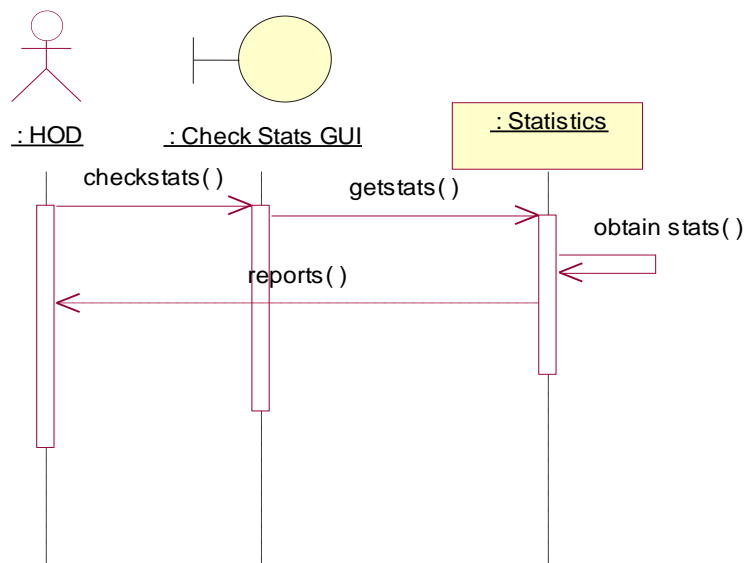 : HOD
: Check Stats GUI
: Statistics
checkstats( )
getstats( )
obtain stats( )
reports( )